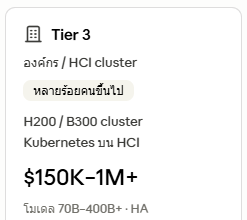 Tier 3
องค์กร / HCI cluster
หลายร้อยคนขึ้นไป
H200 / B300 cluster
Kubernetes บน HCI
$150K–1M+
โมเดล 70B–400B+ · HA